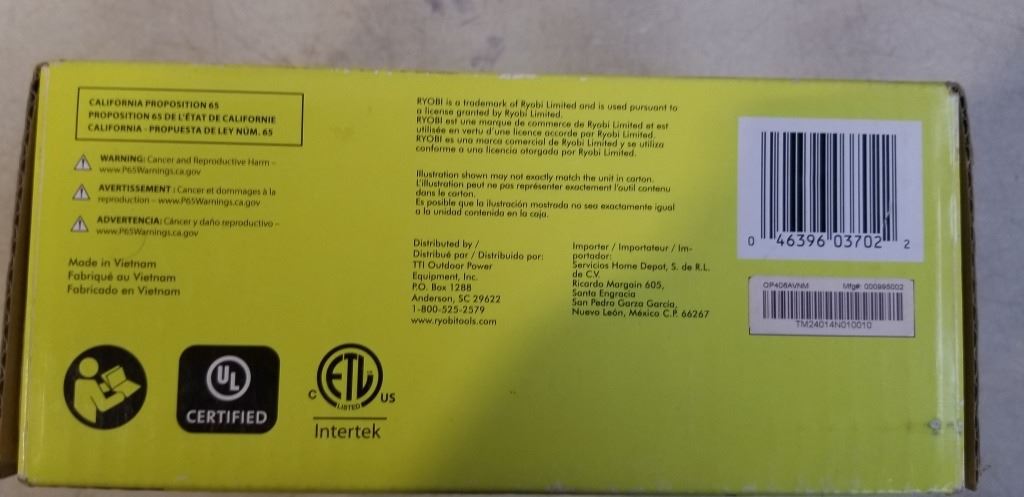 CALIFORNIA PROPOSITION 65
PROPOSITION 65 DE L'ÉTAT DE CALIFORNIE
CALIFORNIA - PROPUESTA DE LEY NÚM. 65
WARNING: Cancer and Reproductive Harm –
www.P65Warnings.ca.gov
AVERTISSEMENT : Cancer et dommages à la
reproduction – www.P65Warnings.ca.gov
ADVERTENCIA: Cáncer y daño reproductivo –
www.P65Warnings.ca.gov
Made in Vietnam
Fabriqué au Vietnam
Fabricado en Vietnam
UL
CERTIFIED
ETL
LISTED
C US
Intertek
RYOBI is a trademark of Ryobi Limited and is used pursuant to
a license granted by Ryobi Limited.
RYOBI est une marque de commerce de Ryobi Limited et est
utilisée en vertu d'une licence accorde par Ryobi Limited.
RYOBI es una marca comercial de Ryobi Limited y se utiliza
conforme a una licencia otorgada por Ryobi Limited.
Illustration shown may not exactly match the unit in carton.
L'illustration peut ne pas représenter exactement l'outil contenu
dans le carton.
Es posible que la ilustración mostrada no sea exactamente igual
a la unidad contenida en la caja.
Distributed by /
Distribué par / Distribuido por:
TTI Outdoor Power
Equipment, Inc.
P.O. Box 1288
Anderson, SC 29622
1-800-525-2579
www.ryobitools.com
Importer / Importateur / Im-
portador:
Servicios Home Depot, S. de R.L.
de C.V.
Ricardo Margain 605,
Santa Engracia
San Pedro Garza García,
Nuevo León, México C.P. 66267
0 46396 03702 2
OP406AVNM Mfg#: 000995002
TM24014N010010